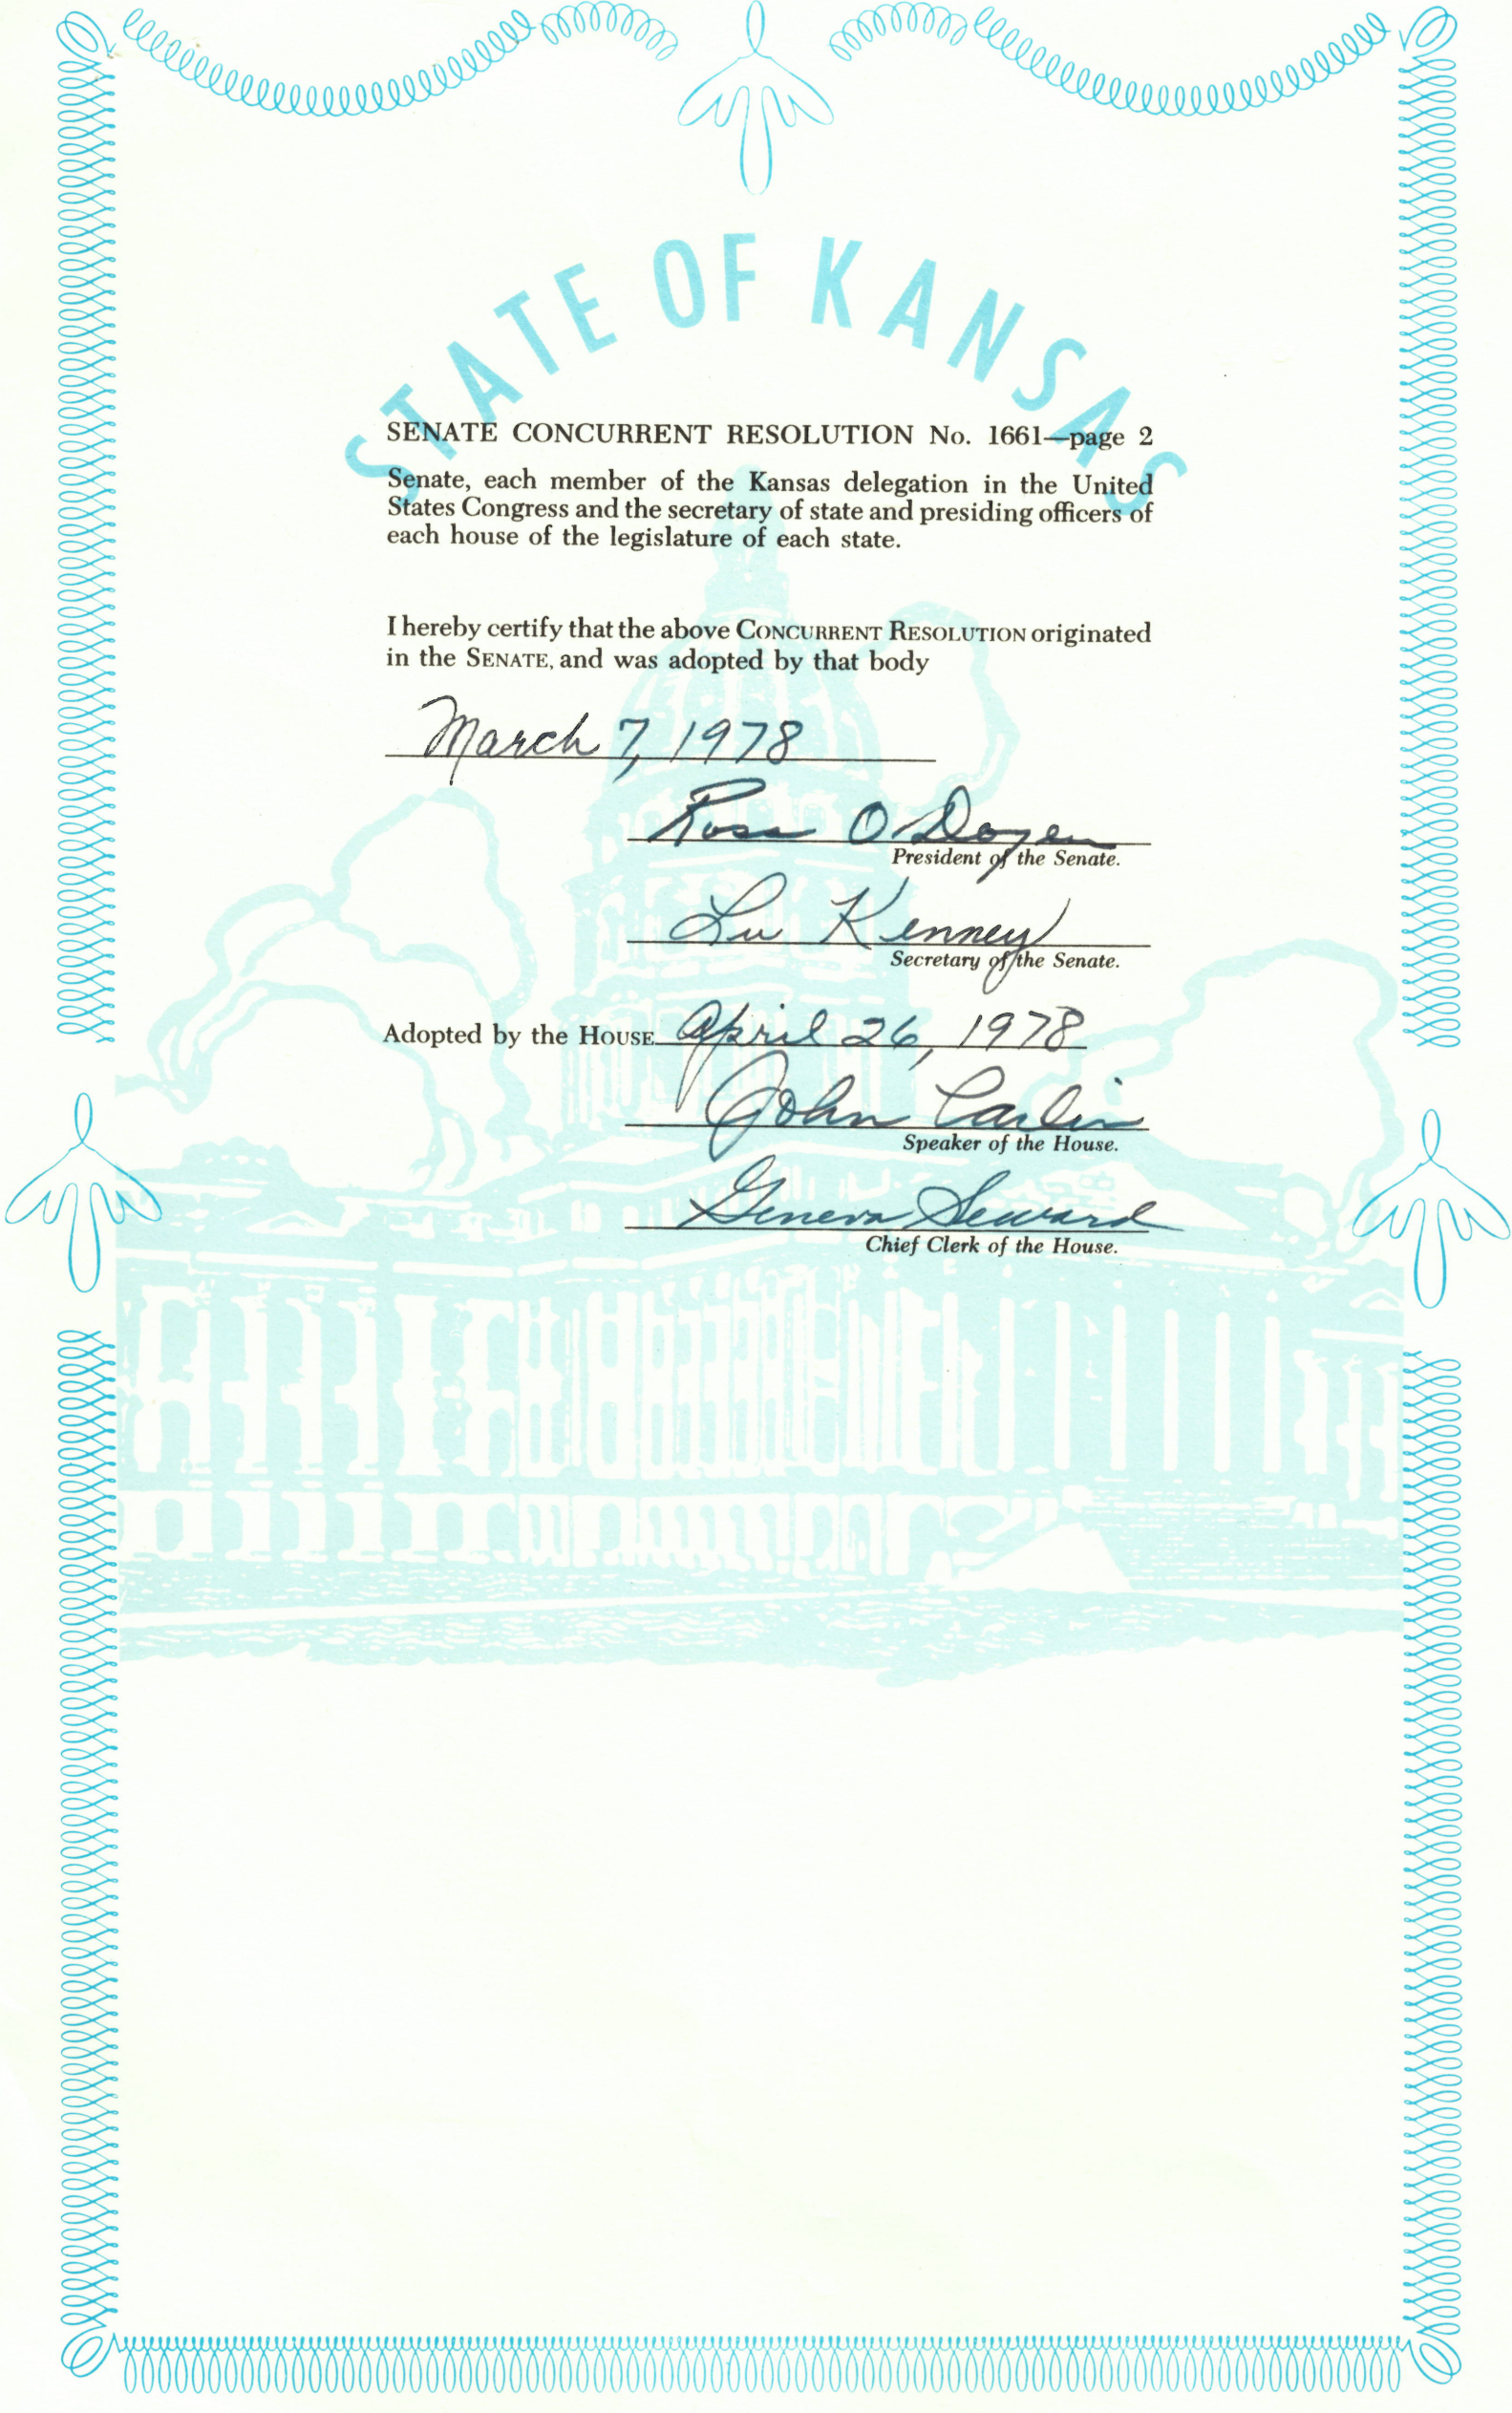 STATE OF KANSAS
SENATE CONCURRENT RESOLUTION No. 1661—page 2
Senate, each member of the Kansas delegation in the United
States Congress and the secretary of state and presiding officers of
each house of the legislature of each state.
I hereby certify that the above CONCURRENT RESOLUTION originated
in the SENATE, and was adopted by that body
March 7, 1978
Ross O Doyen
President of the Senate.
Lu Kenney
Secretary of the Senate.
Adopted by the HOUSE April 26, 1978
John Carlin
Speaker of the House.
Geneva Seward
Chief Clerk of the House.